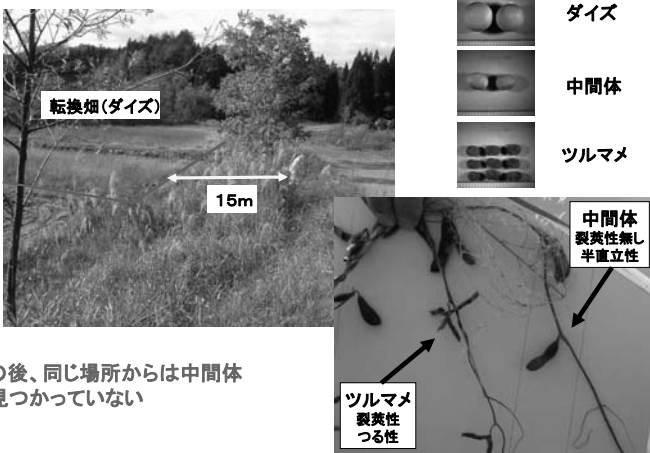 ダイズ
転換畑(ダイズ)
中間体
ツルマメ
15m
中間体
裂莢性無し
半直立性
後、同じ場所からは中間体
見つかっていない
ツルマメ
裂莢性
つる性